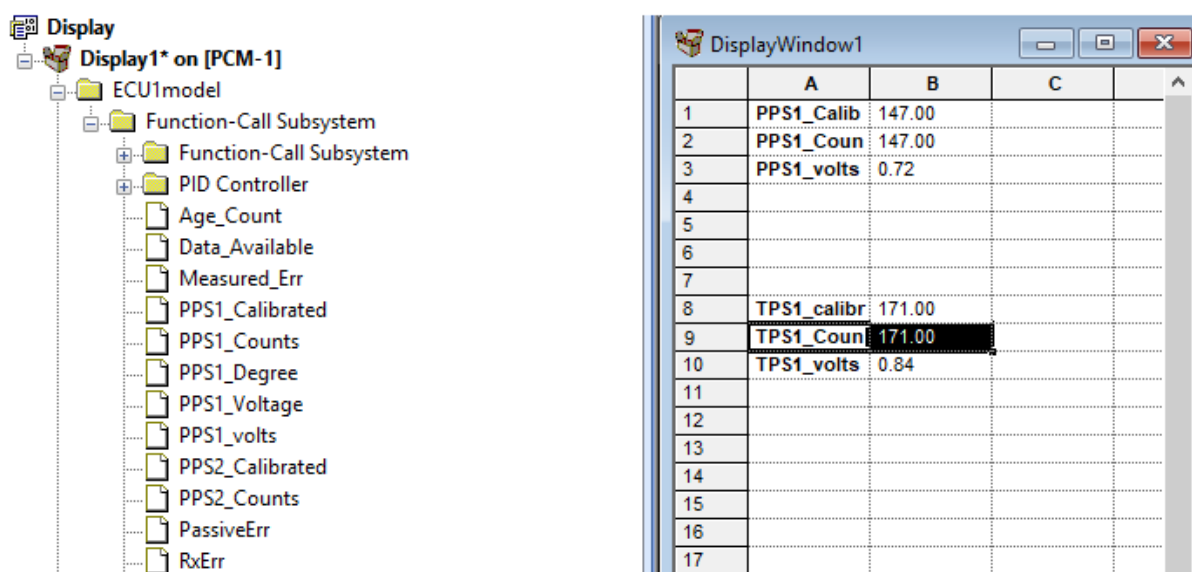 Display
Display1* on [PCM-1]
ECU1model
Function-Call Subsystem
Function-Call Subsystem
PID Controller
Age_Count
Data_Available
Measured_Err
PPS1_Calibrated
PPS1_Counts
PPS1_Degree
PPS1_Voltage
PPS1_volts
PPS2_Calibrated
PPS2_Counts
PassiveErr
RxErr
DisplayWindow1
A B C
1 PPS1_Calib 147.00
2 PPS1_Coun 147.00
3 PPS1_volts 0.72
4
5
6
7
8 TPS1_calibr 171.00
9 TPS1_Coun 171.00
10 TPS1_volts 0.84
11
12
13
14
15
16
17